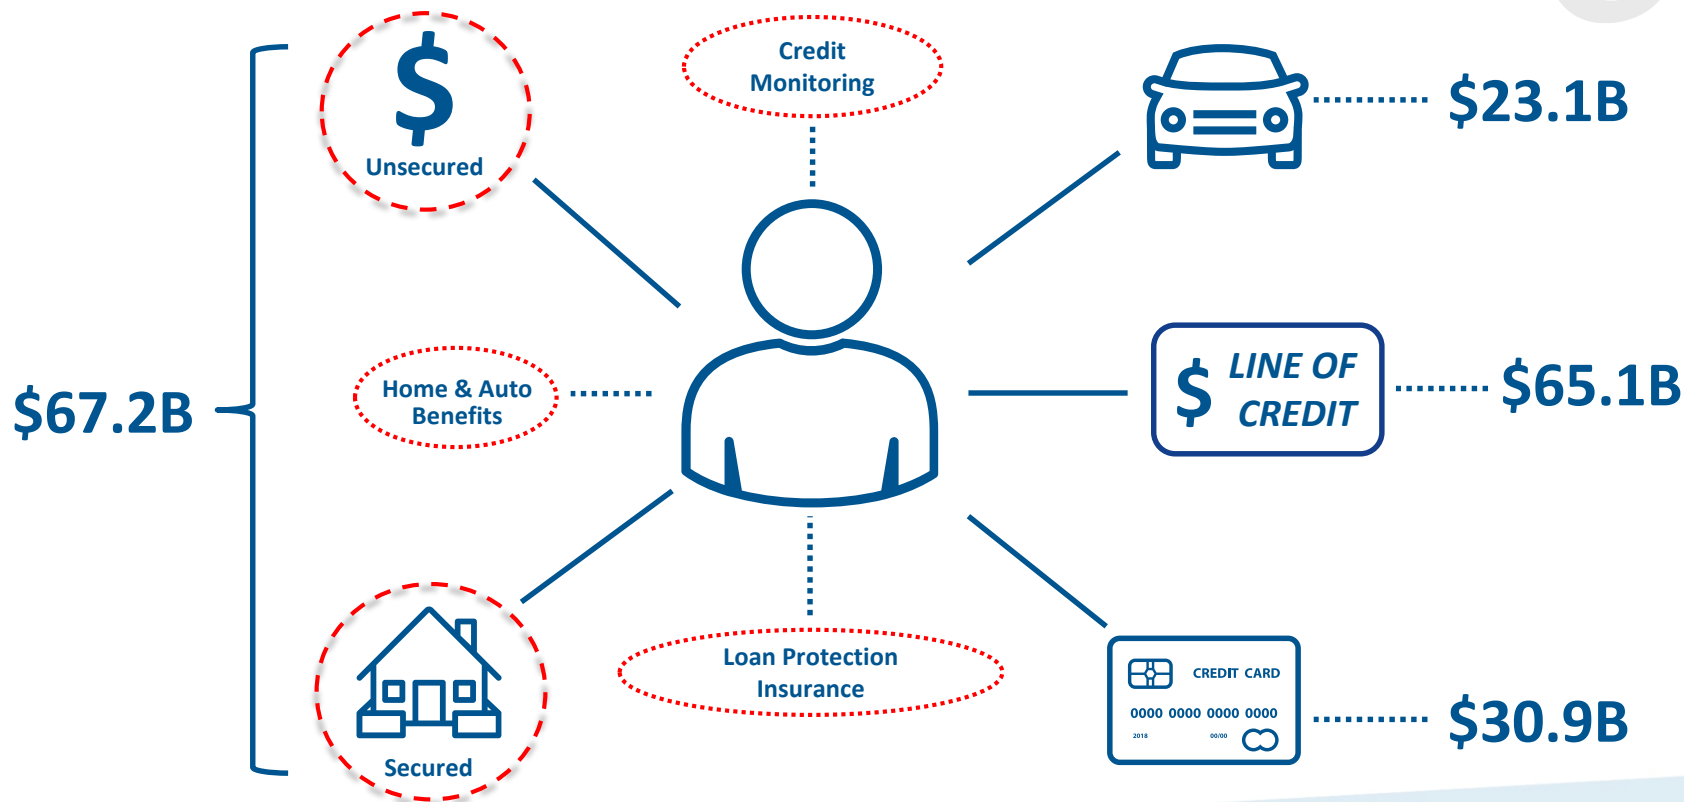 $
Unsecured
Credit
Monitoring
$23.1B
$67.2B
Home & Auto
Benefits
$ LINE OF
CREDIT
$65.1B
Secured
Loan Protection
Insurance
CREDIT CARD
0000 0000 0000 0000
2018 00/00
$30.9B